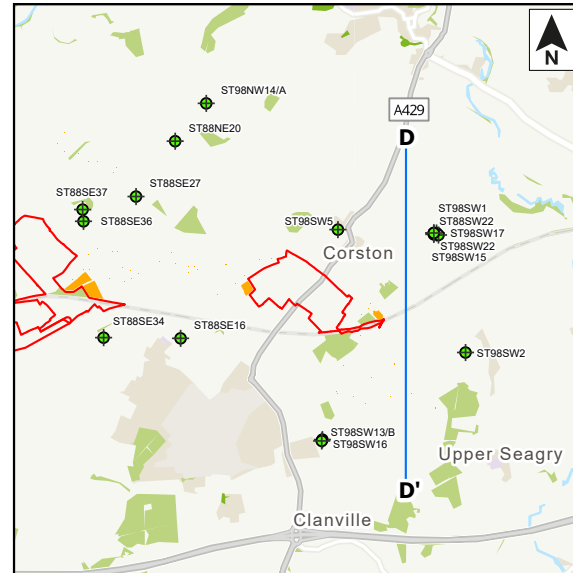 N
ST98NW14/A
A429
D
ST88NE20
ST88SE27
ST88SE37
ST88SE36
ST98SW5
ST98SW1
ST88SW22
ST98SW17
ST98SW22
ST98SW15
Corston
ST88SE34
ST88SE16
ST98SW2
ST98SW13/B
ST98SW16
Upper Seagry
D'
Clanville